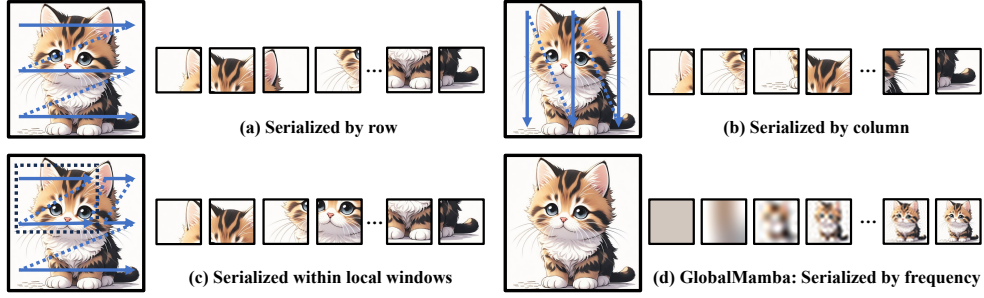 ...
(a) Serialized by row
...
(b) Serialized by column
...
(c) Serialized within local windows
...
(d) GlobalMamba: Serialized by frequency